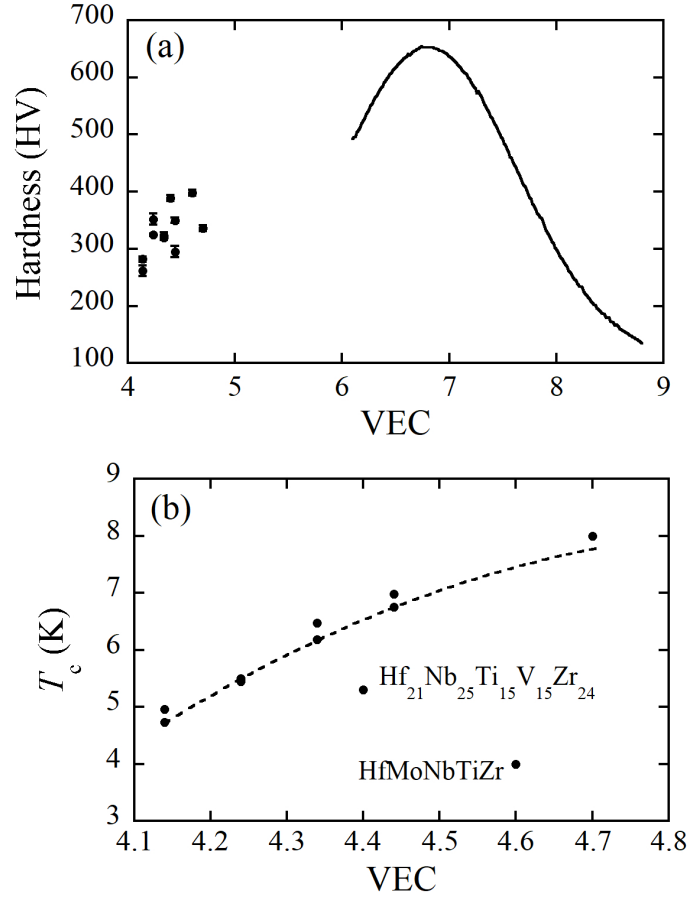 700
(a)
600
500
400
300
200
100
Hardness (HV)
4 5 6 7 8 9
VEC
9
(b)
8
7
6
5
4
3
T_c (K)
Hf_21Nb_25Ti_15V_15Zr_24
HfMoNbTiZr
4.1 4.2 4.3 4.4 4.5 4.6 4.7 4.8
VEC